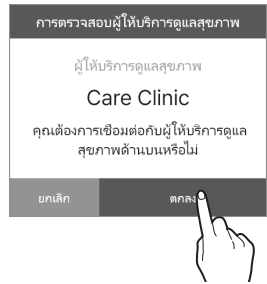 การตรวจสอบผู้ให้บริการดูแลสุขภาพ
ผู้ให้บริการดูแลสุขภาพ
Care Clinic
คุณต้องการเชื่อมต่อกับผู้ให้บริการดูแล
สุขภาพด้านบนหรือไม่
ยกเลิก
ตกลง